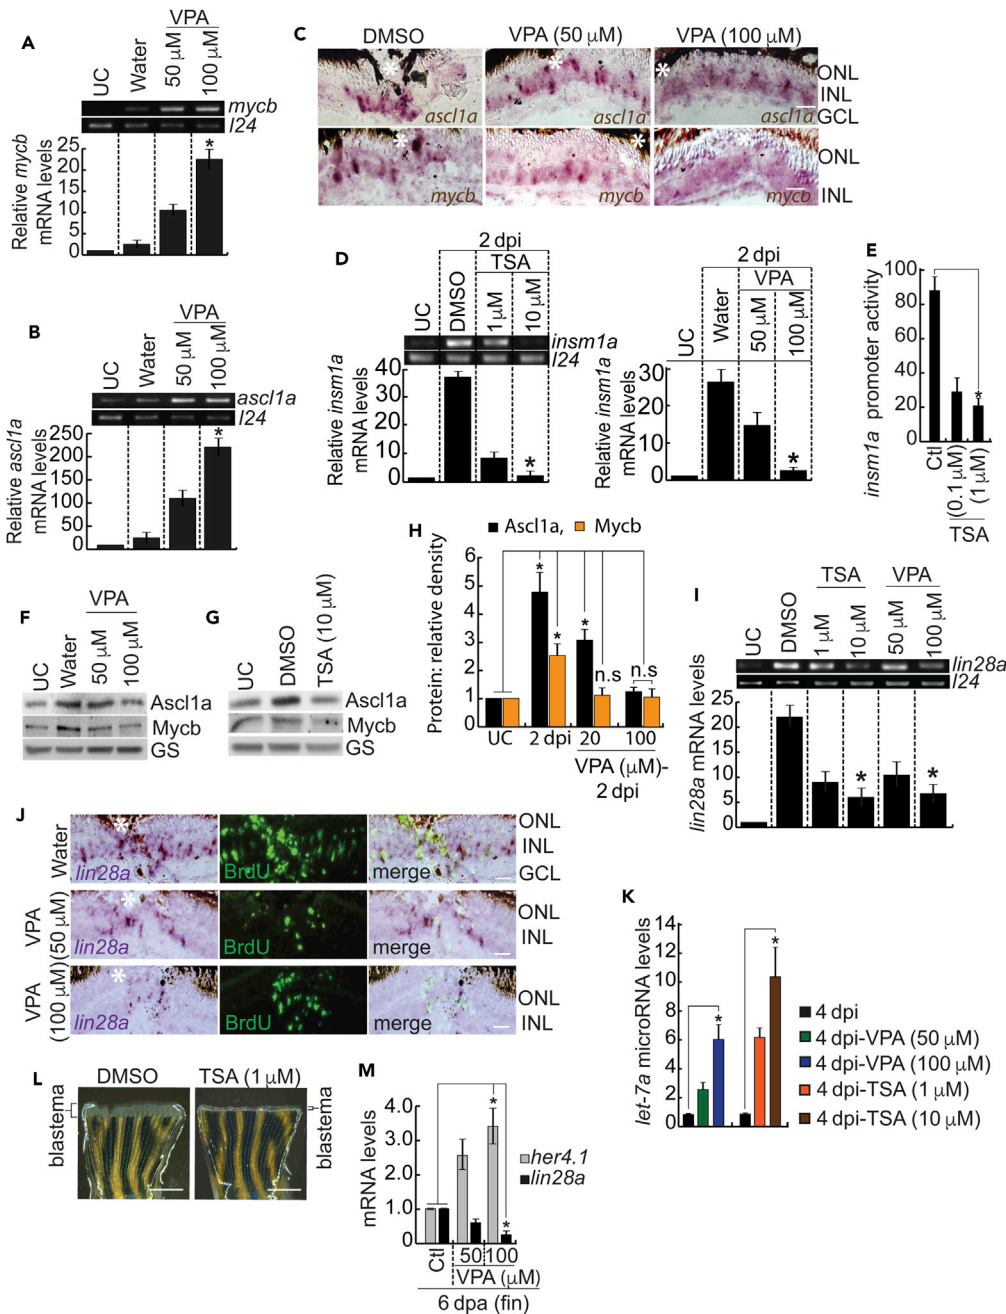 A
VPA
UC
Water
50 µM
100 µM
mycb
l24
Relative mycb
mRNA levels
25
20
15
10
5
0
*
B
VPA
UC
Water
50 µM
100 µM
ascl1a
l24
Relative ascl1a
mRNA levels
250
200
150
100
50
0
*
C
DMSO
VPA (50 µM)
VPA (100 µM)
* * *
ascl1a ascl1a ascl1a
ONL
INL
GCL
* * *
mycb mycb mycb
ONL
INL
D
2 dpi
TSA
UC
DMSO
1 µM
10 µM
insm1a
l24
Relative insm1a
mRNA levels
40
30
20
10
0
*
2 dpi
VPA
UC
Water
50 µM
100 µM
Relative insm1a
mRNA levels
30
20
10
0
*
E
insm1a promoter activity
100
80
60
40
20
0
*
Ctl
(0.1 µM)
(1 µM)
TSA
F
VPA
UC
Water
50 µM
100 µM
Ascl1a
Mycb
GS
G
UC
DMSO
TSA (10 µM)
Ascl1a
Mycb
GS
H
Ascl1a, Mycb
Protein: relative density
6
5
4
3
2
1
0
* * * n.s n.s
UC 2 dpi 20 100
VPA (µM)-
2 dpi
I
TSA VPA
UC
DMSO
1 µM
10 µM
50 µM
100 µM
lin28a
l24
lin28a mRNA levels
25
20
15
10
5
0
* *
J
Water
*
lin28a BrdU merge
ONL
INL
GCL
VPA
(50 µM)
*
lin28a BrdU merge
ONL
INL
VPA
(100 µM)
*
lin28a BrdU merge
ONL
INL
K
let-7a microRNA levels
14
12
10
8
6
4
2
0
* *
4 dpi
4 dpi-VPA (50 µM)
4 dpi-VPA (100 µM)
4 dpi-TSA (1 µM)
4 dpi-TSA (10 µM)
L
DMSO TSA (1 µM)
blastema
blastema
M
mRNA levels
4.0
3.0
2.0
1.0
0
* *
her4.1
lin28a
Ctl
50 100
VPA (µM)
6 dpa (fin)